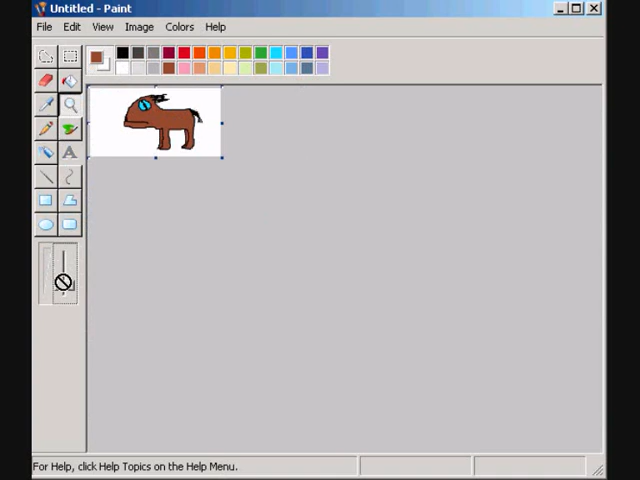 Untitled - Paint
File Edit View Image Colors Help
A
For Help, click Help Topics on the Help Menu.